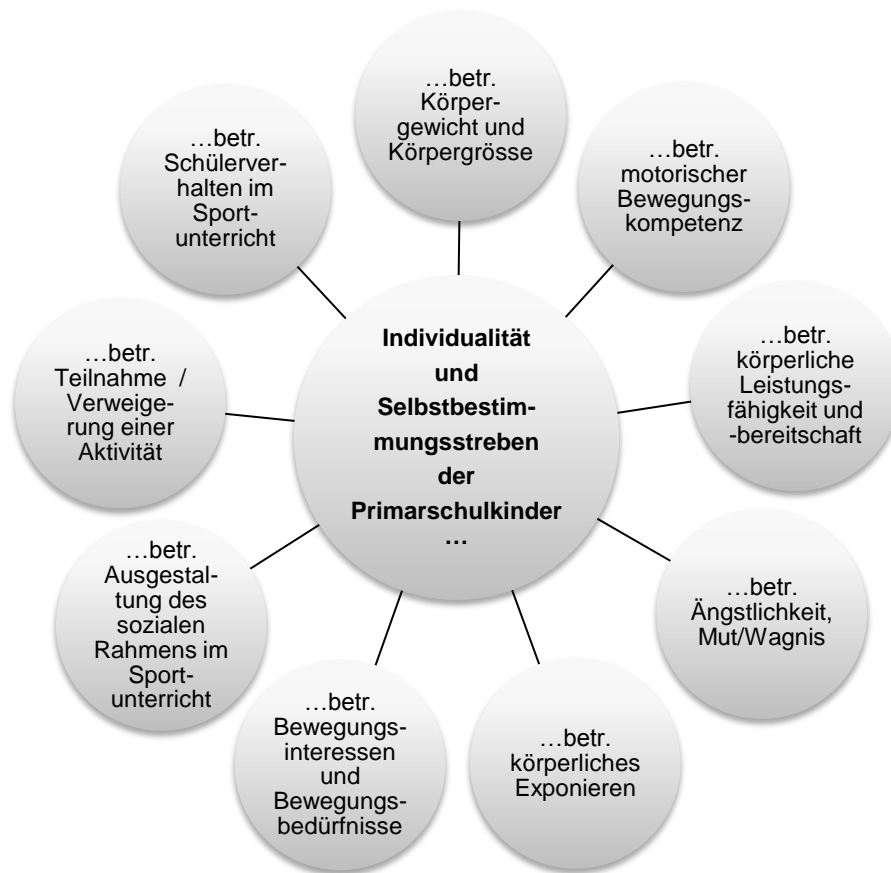 …betr.
Körper-
gewicht und
Körpergrösse
…betr.
motorischer
Bewegungs-
kompetenz
…betr.
körperliche
Leistungs-
fähigkeit und
-bereitschaft
…betr.
Ängstlichkeit,
Mut/Wagnis
…betr.
körperliches
Exponieren
…betr.
Bewegungs-
interessen
und
Bewegungs-
bedürfnisse
…betr.
Ausgestal-
tung des
sozialen
Rahmens im
Sport-
unterricht
…betr.
Teilnahme /
Verweige-
rung einer
Aktivität
…betr.
Schülerver-
halten im
Sport-
unterricht
Individualität
und
Selbstbestim-
mungsstreben
der
Primarschulkinder
…